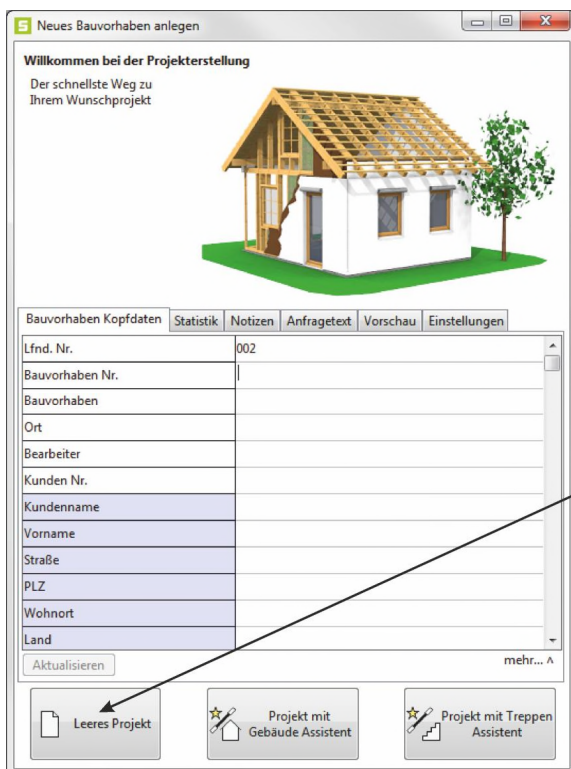 Neues Bauvorhaben anlegen
Willkommen bei der Projekterstellung
Der schnellste Weg zu
Ihrem Wunschprojekt
Bauvorhaben Kopfdaten Statistik Notizen Anfragetext Vorschau Einstellungen
Lfnd. Nr. 002
Bauvorhaben Nr.
Bauvorhaben
Ort
Bearbeiter
Kunden Nr.
Kundenname
Vorname
Straße
PLZ
Wohnort
Land
Aktualisieren mehr... ^
Leeres Projekt
Projekt mit
Gebäude Assistent
Projekt mit Treppen
Assistent